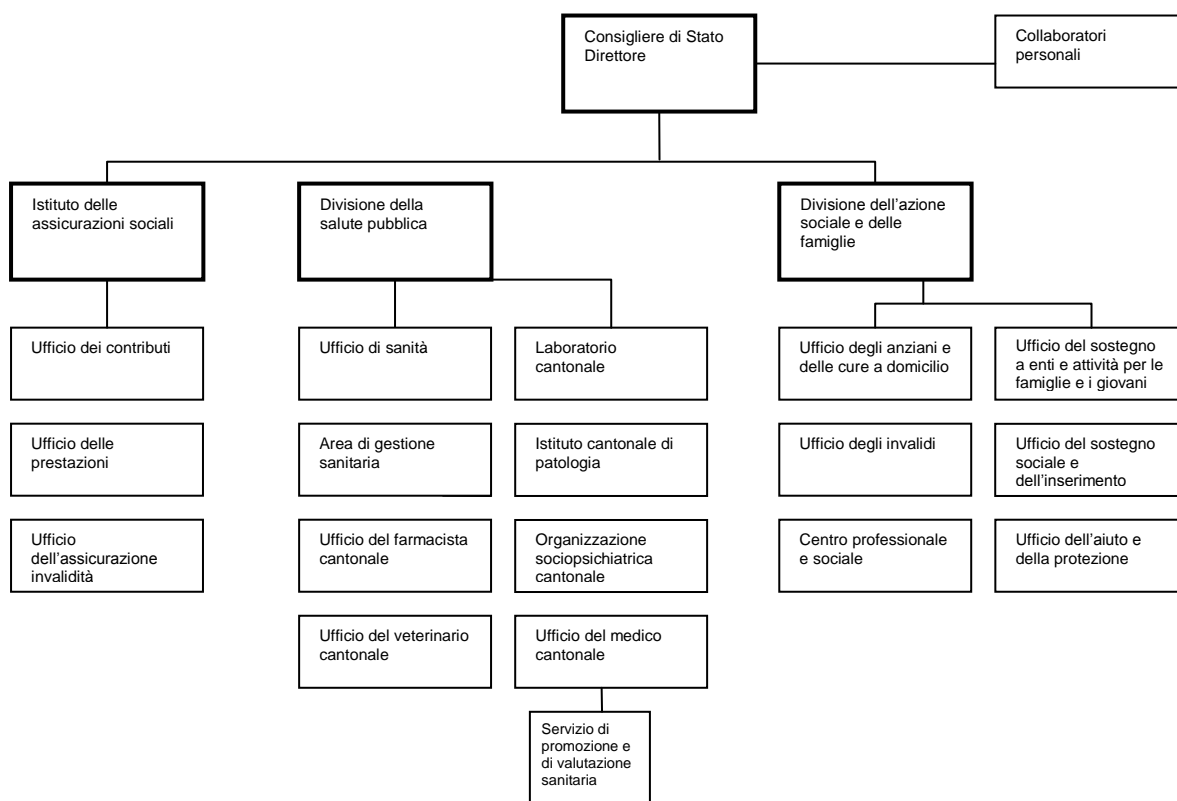 Consigliere di Stato
Direttore
Collaboratori
personali
Istituto delle
assicurazioni sociali
Divisione della
salute pubblica
Divisione dell’azione
sociale e delle
famiglie
Ufficio dei contributi
Ufficio di sanità
Laboratorio
cantonale
Ufficio degli anziani e
delle cure a domicilio
Ufficio del sostegno
a enti e attività per le
famiglie e i giovani
Ufficio delle
prestazioni
Area di gestione
sanitaria
Istituto cantonale di
patologia
Ufficio degli invalidi
Ufficio del sostegno
sociale e
dell’inserimento
Ufficio
dell’assicurazione
invalidità
Ufficio del farmacista
cantonale
Organizzazione
sociopsichiatrica
cantonale
Centro professionale
e sociale
Ufficio dell’aiuto e
della protezione
Ufficio del veterinario
cantonale
Ufficio del medico
cantonale
Servizio di
promozione e
di valutazione
sanitaria